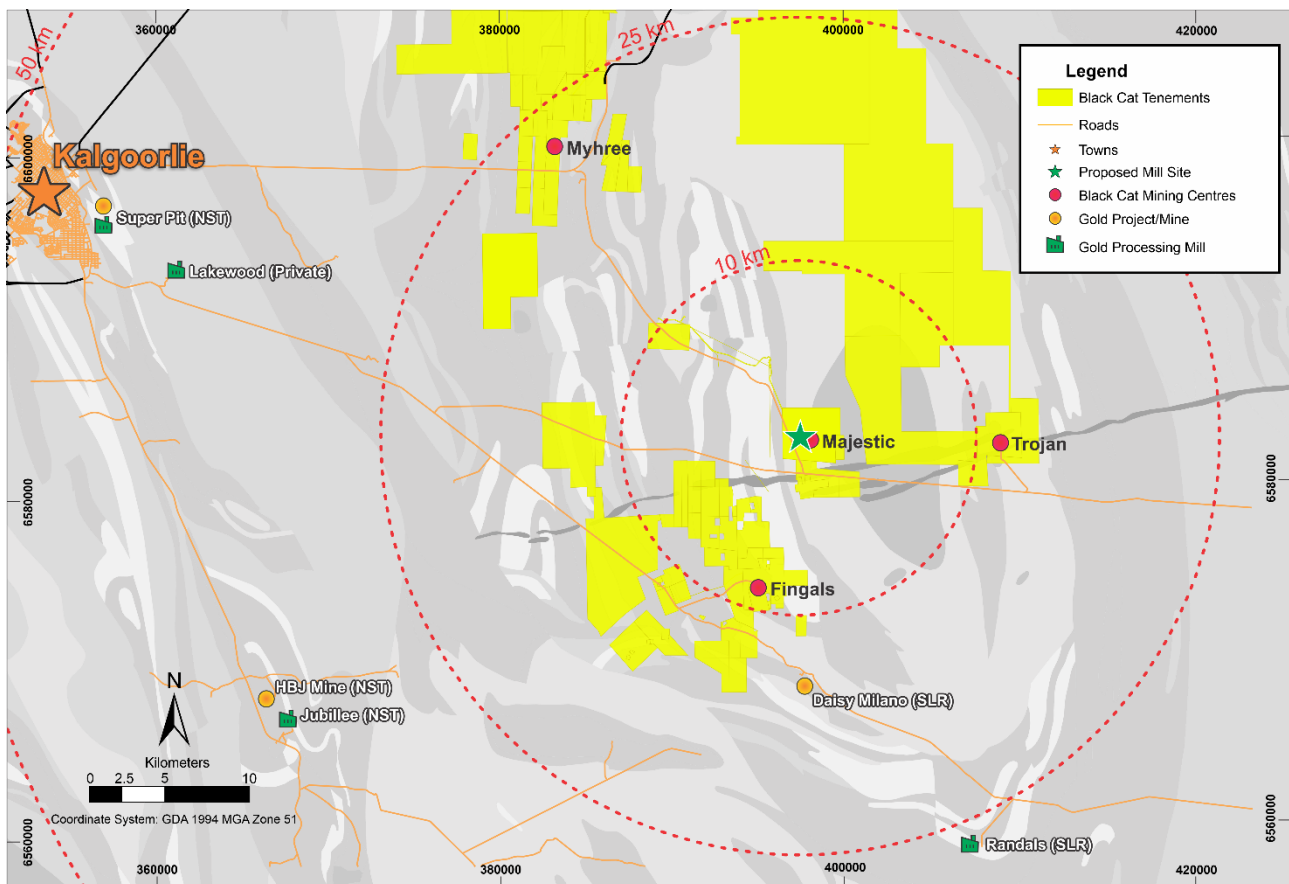 360000
380000
400000
420000
50 km
25 km
Legend
Black Cat Tenements
Roads
Towns
Proposed Mill Site
Black Cat Mining Centres
Gold Project/Mine
Gold Processing Mill
6600000
6600000
Kalgoorlie
Myhree
Super Pit (NST)
Lakewood (Private)
10 km
Majestic
Trojan
6580000
6580000
Fingals
HBJ Mine (NST)
Jubillee (NST)
Daisy Milano (SLR)
N
Kilometers
0 2.5 5 10
Coordinate System: GDA 1994 MGA Zone 51
6560000
6560000
Randals (SLR)
360000
380000
400000
420000